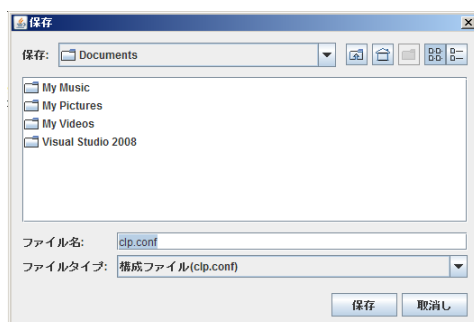 保存
保存: Documents
My Music
My Pictures
My Videos
Visual Studio 2008
ファイル名: clp.conf
ファイルタイプ: 構成ファイル(clp.conf)
保存 取消し